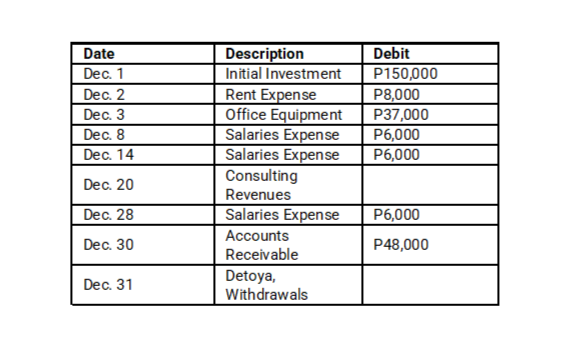 Date Description Debit
Dec. 1 Initial Investment P150,000
Dec. 2 Rent Expense P8,000
Dec. 3 Office Equipment P37,000
Dec. 8 Salaries Expense P6,000
Dec. 14 Salaries Expense P6,000
Dec. 20 Consulting
Revenues
Dec. 28 Salaries Expense P6,000
Dec. 30 Accounts
Receivable P48,000
Dec. 31 Detoya,
Withdrawals